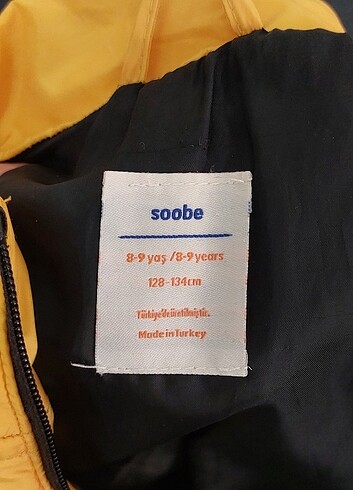 soobe
8-9 yaş /8-9 years
128-134cm
Türkiye'de üretilmiştir.
Made in Turkey